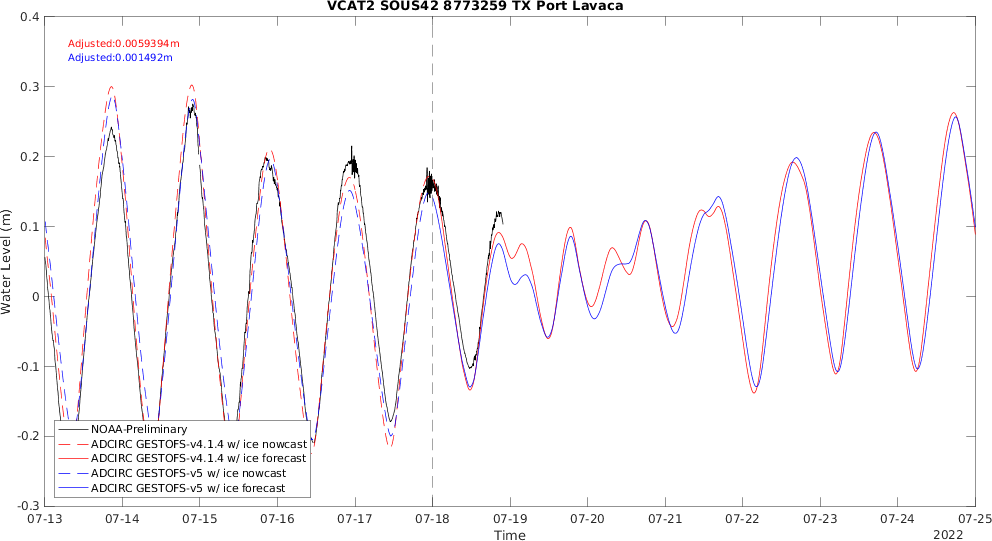 VCAT2 SOUS42 8773259 TX Port Lavaca
Adjusted:0.0059394m
Adjusted:0.001492m
Water Level (m)
0.4
0.3
0.2
0.1
0
-0.1
-0.2
-0.3
NOAA-Preliminary
ADCIRC GESTOFS-v4.1.4 w/ ice nowcast
ADCIRC GESTOFS-v4.1.4 w/ ice forecast
ADCIRC GESTOFS-v5 w/ ice nowcast
ADCIRC GESTOFS-v5 w/ ice forecast
07-13 07-14 07-15 07-16 07-17 07-18 07-19 07-20 07-21 07-22 07-23 07-24 07-25
Time
2022